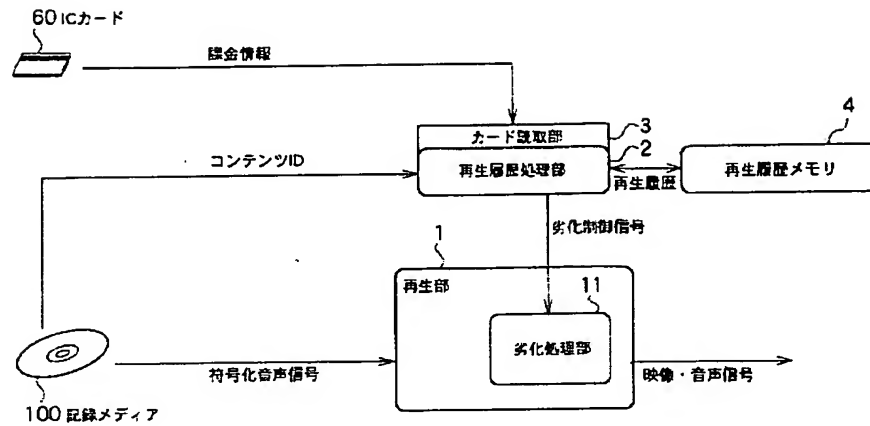 60 ICカード
課金情報
カード読取部
3
4
コンテンツID
2
再生履歴処理部
再生履歴
再生履歴メモリ
劣化制御信号
1
再生部
11
劣化処理部
符号化音声信号
映像・音声信号
100 記録メディア